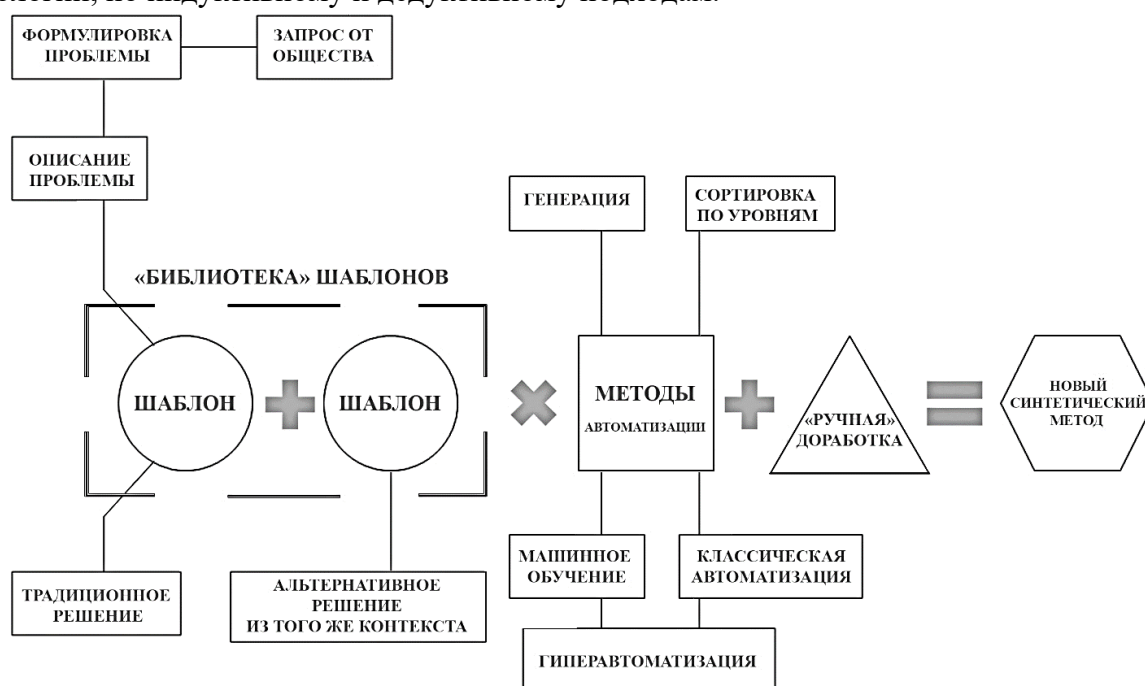 ФОРМУЛИРОВКА
ПРОБЛЕМЫ
ЗАПРОС ОТ
ОБЩЕСТВА
ОПИСАНИЕ
ПРОБЛЕМЫ
ГЕНЕРАЦИЯ
СОРТИРОВКА
ПО УРОВНЯМ
«БИБЛИОТЕКА» ШАБЛОНОВ
ШАБЛОН
ШАБЛОН
МЕТОДЫ
АВТОМАТИЗАЦИИ
«РУЧНАЯ»
ДОРАБОТКА
НОВЫЙ
СИНТЕТИЧЕСКИЙ
МЕТОД
ТРАДИЦИОННОЕ
РЕШЕНИЕ
АЛЬТЕРНАТИВНОЕ
РЕШЕНИЕ
ИЗ ТОГО ЖЕ КОНТЕКСТА
МАШИННОЕ
ОБУЧЕНИЕ
КЛАССИЧЕСКАЯ
АВТОМАТИЗАЦИЯ
ГИПЕРАВТОМАТИЗАЦИЯ